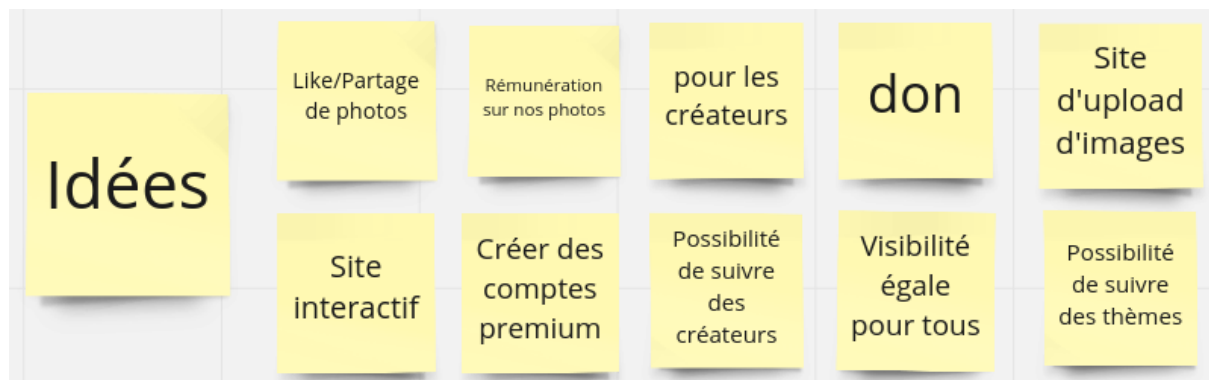 Idées
Like/Partage
de photos
Rémunération
sur nos photos
pour les
créateurs
don
Site
d'upload
d'images
Site
interactif
Créer des
comptes
premium
Possibilité
de suivre
des
créateurs
Visibilité
égale
pour tous
Possibilité
de suivre
des thèmes